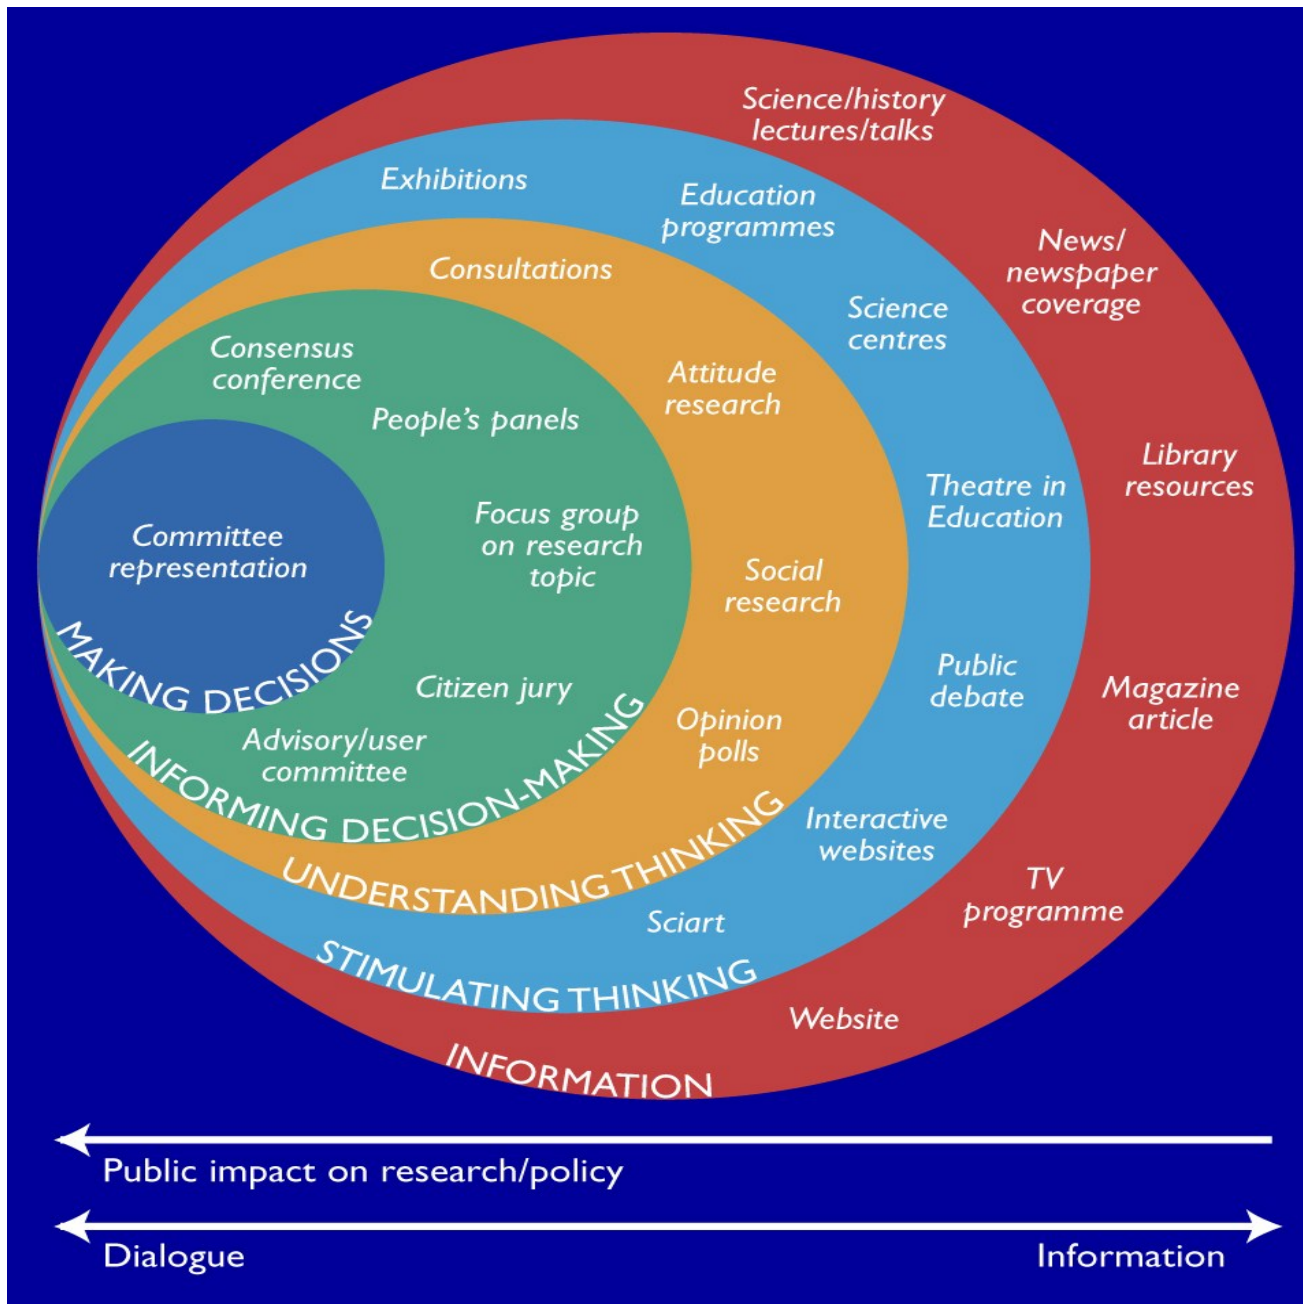 Science/history
lectures/talks
Exhibitions
Education
programmes
News/
newspaper
coverage
Consultations
Science
centres
Consensus
conference
Attitude
research
People's panels
Library
resources
Theatre in
Education
Focus group
on research
topic
Committee
representation
Social
research
MAKING DECISIONS
Public
debate
Citizen jury
Magazine
article
Opinion
polls
Advisory/user
committee
INFORMING DECISION-MAKING
Interactive
websites
UNDERSTANDING THINKING
TV
programme
Sciart
STIMULATING THINKING
Website
INFORMATION
Public impact on research/policy
Dialogue
Information